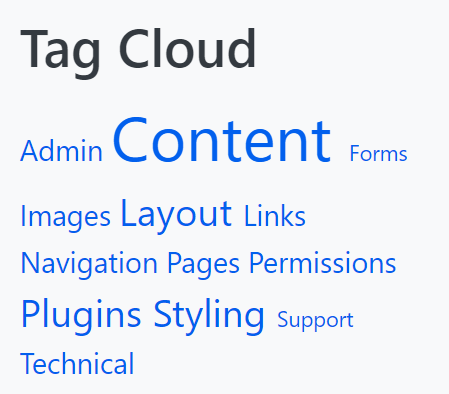 Tag Cloud
Admin Content Forms
Images Layout Links
Navigation Pages Permissions
Plugins Styling Support
Technical